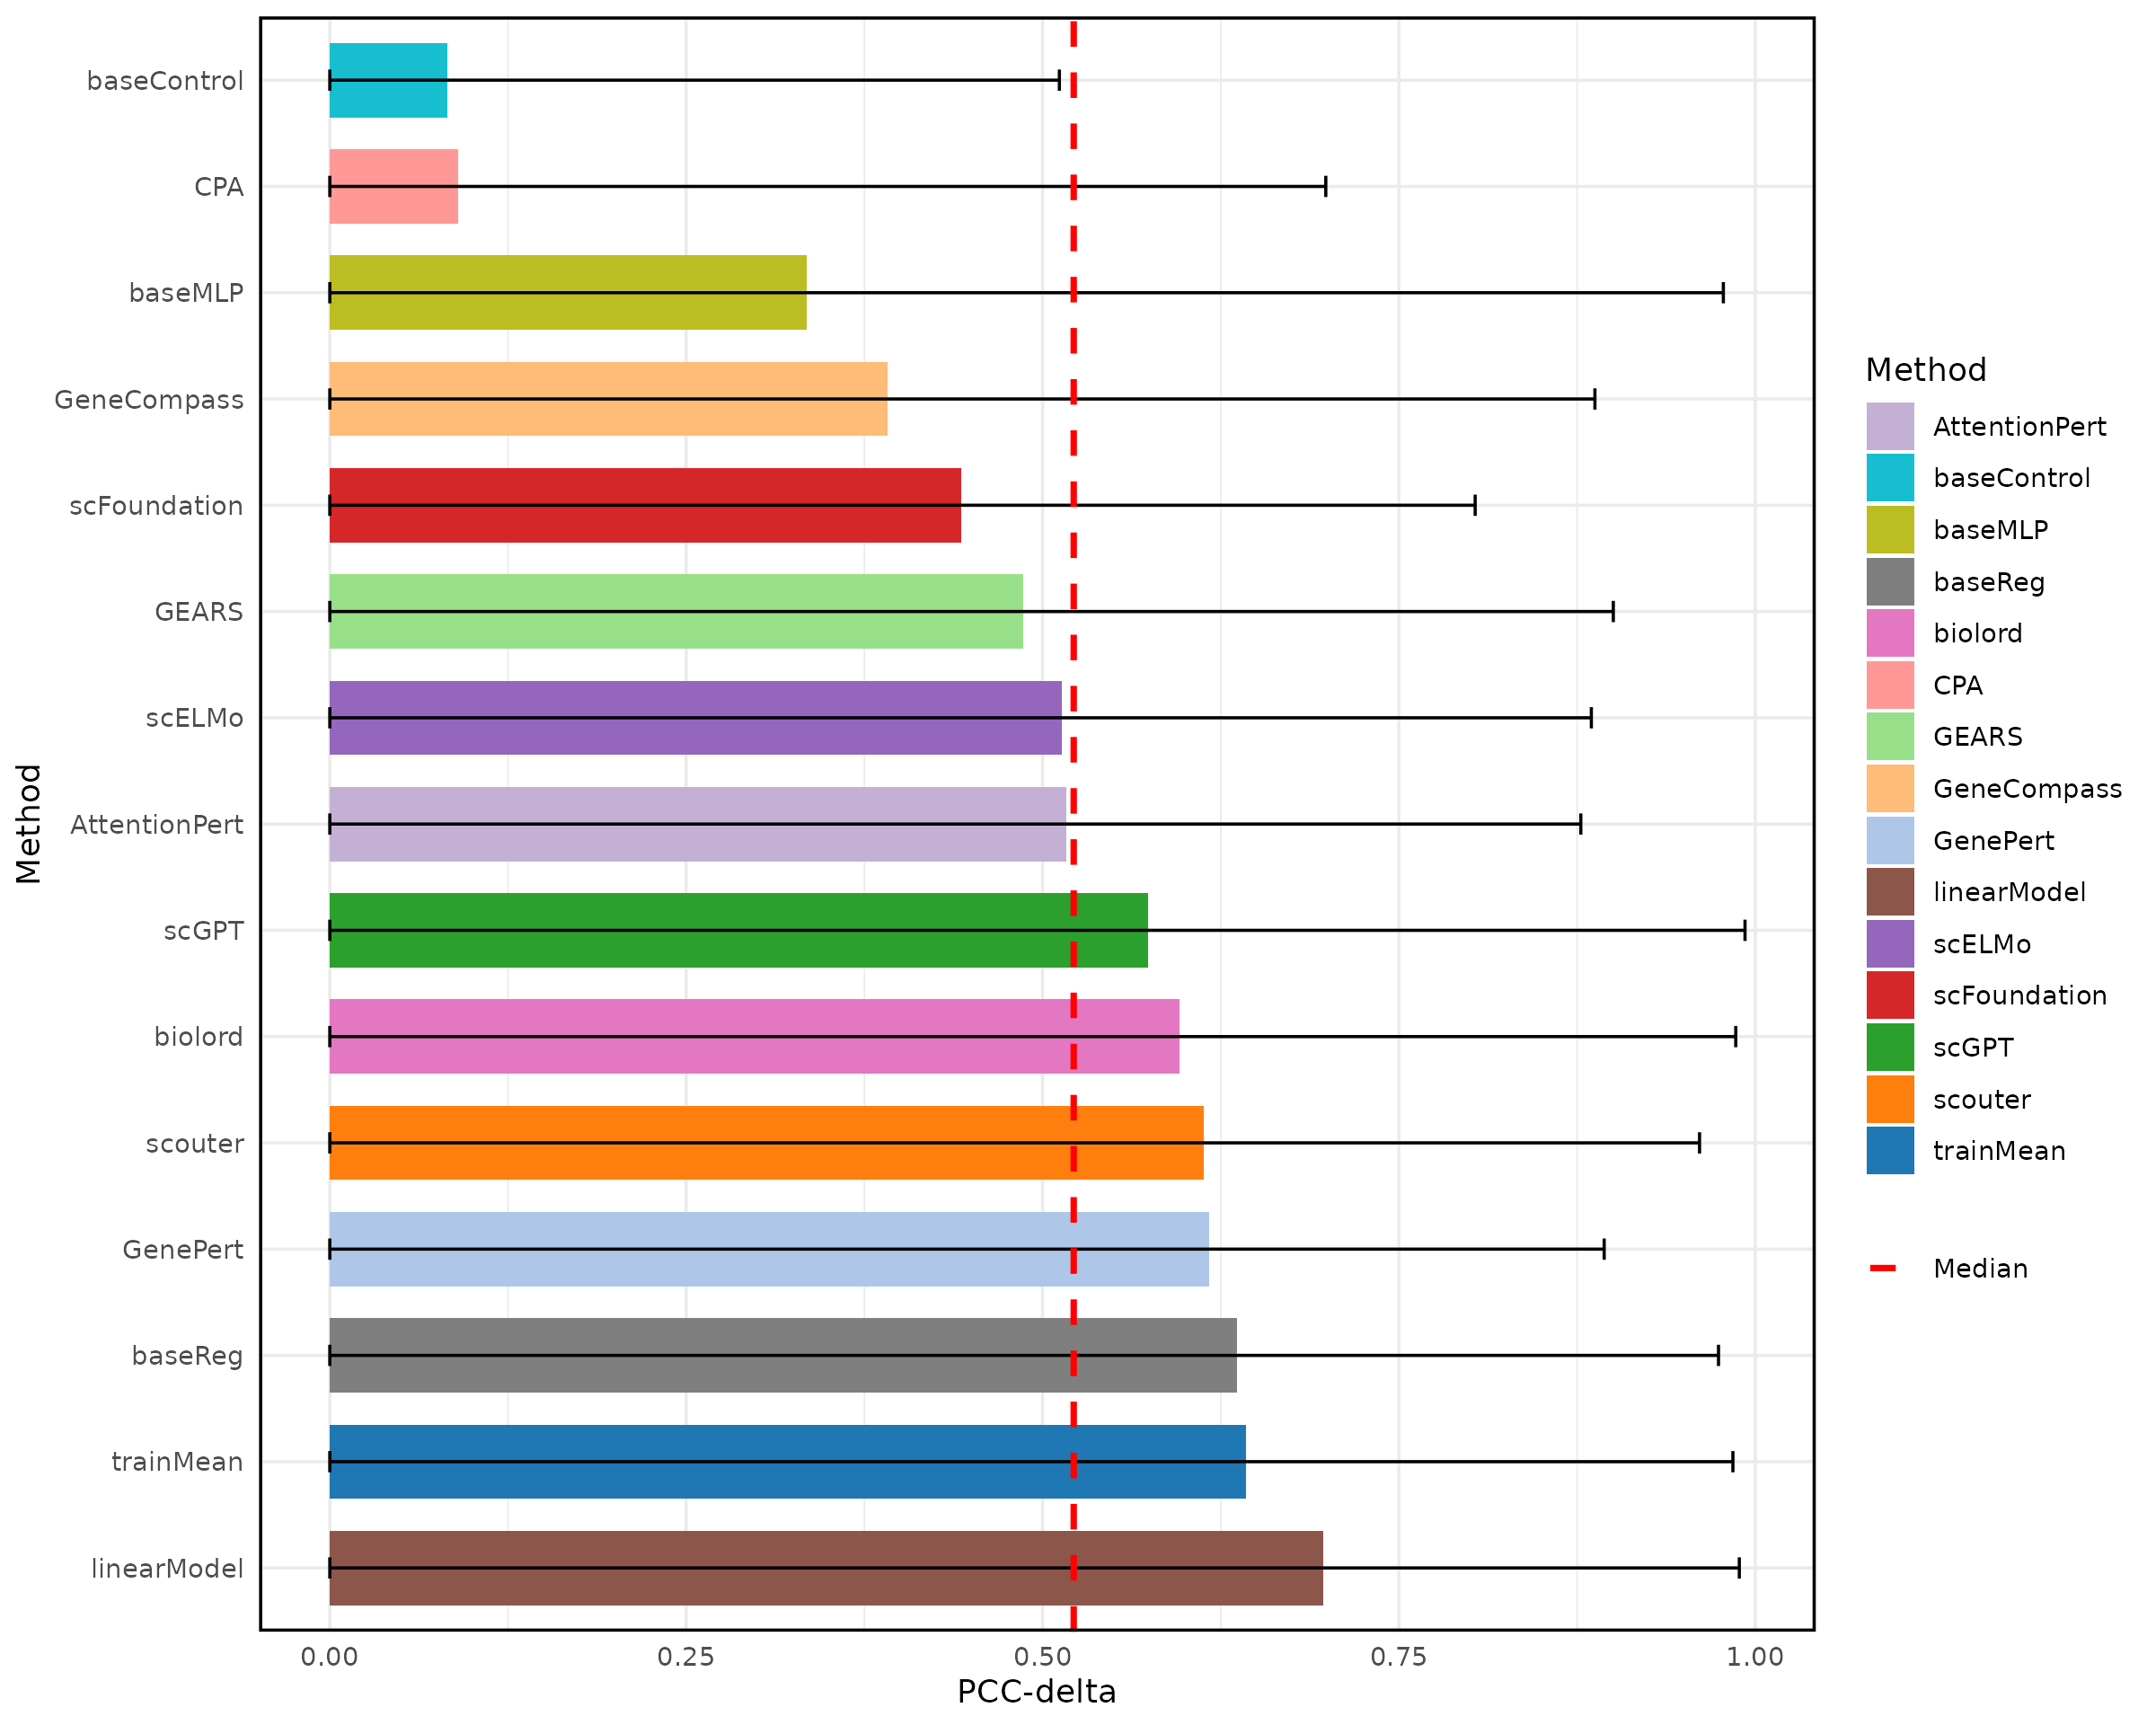 Method
baseControl
CPA
baseMLP
GeneCompass
scFoundation
GEARS
scELMo
AttentionPert
scGPT
biolord
scouter
GenePert
baseReg
trainMean
linearModel
0.00 0.25 0.50 0.75 1.00
PCC-delta
Method
AttentionPert
baseControl
baseMLP
baseReg
biolord
CPA
GEARS
GeneCompass
GenePert
linearModel
scELMo
scFoundation
scGPT
scouter
trainMean
Median